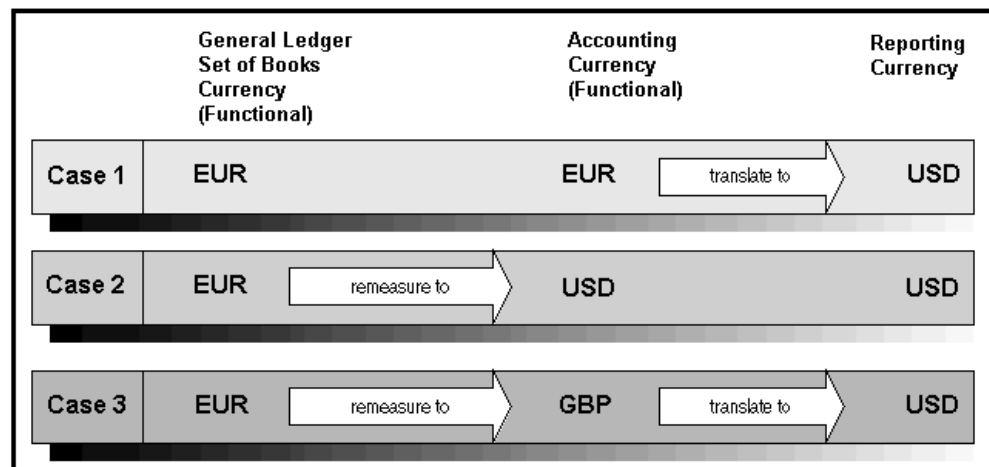 General Ledger
Set of Books
Currency
(Functional)
Accounting
Currency
(Functional)
Reporting
Currency
Case 1 EUR EUR translate to USD
Case 2 EUR remeasure to USD USD
Case 3 EUR remeasure to GBP translate to USD